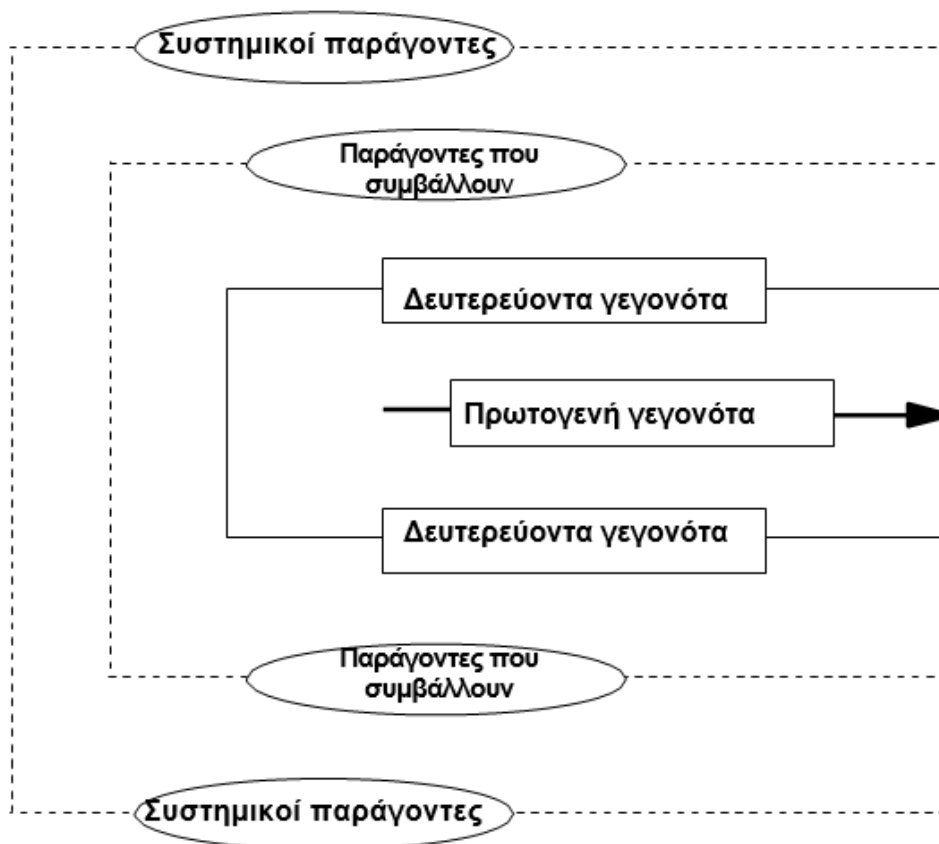 Συστημικοί παράγοντες
Παράγοντες που
συμβάλλουν
Δευτερεύοντα γεγονότα
Πρωτογενή γεγονότα
Δευτερεύοντα γεγονότα
Παράγοντες που
συμβάλλουν
Συστημικοί παράγοντες